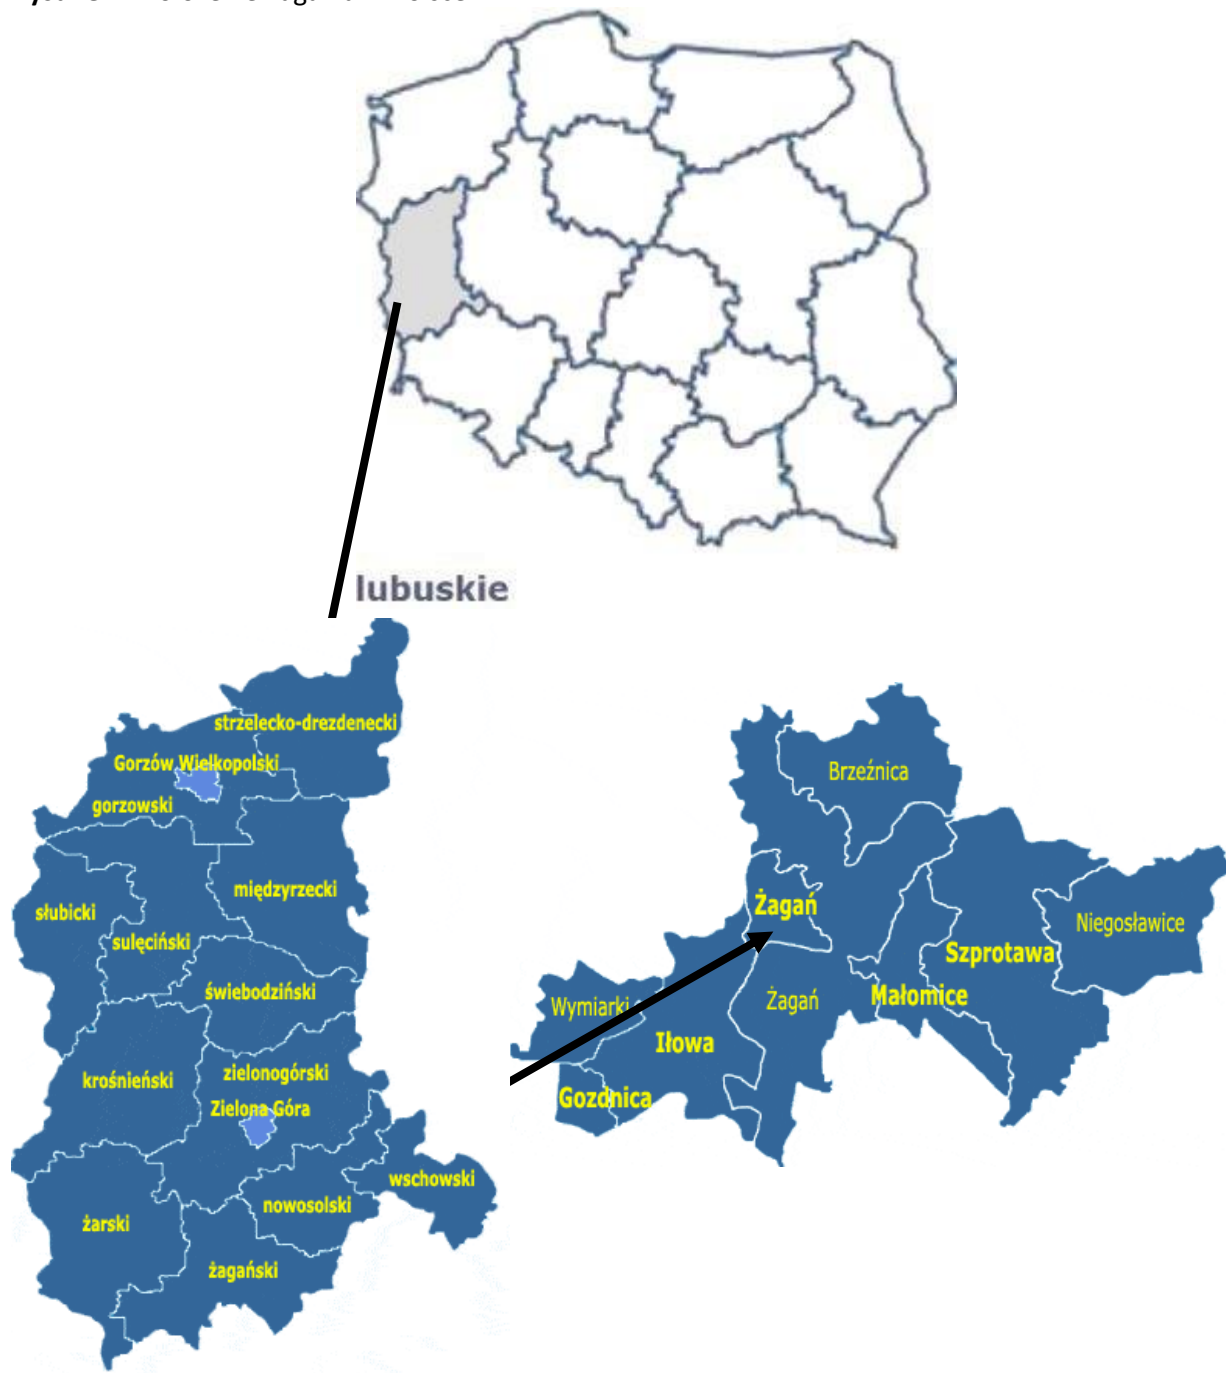 lubuskie
strzelecko-drezdenecki
Gorzów Wielkopolski
gorzowski
międzyrzecki
słubicki
sulęciński
świebodziński
krośnieński
zielonogórski
Zielona Góra
wschowski
nowosolski
żarski
żagański
Brzeźnica
Żagań
Niegosławice
Szprotawa
Małomice
Żagań
Wymiarki
Iłowa
Gozdnica